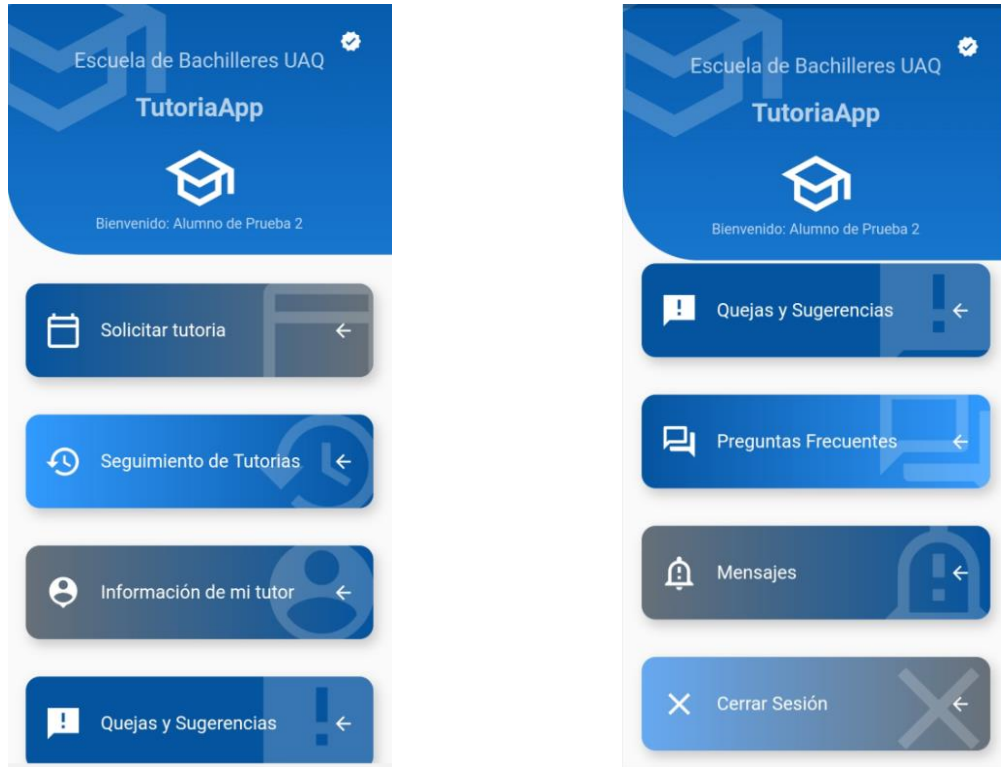 Escuela de Bachilleres UAQ
TutoriaApp
Bienvenido: Alumno de Prueba 2
Solicitar tutoria
Seguimiento de Tutorias
Información de mi tutor
Quejas y Sugerencias
Escuela de Bachilleres UAQ
TutoriaApp
Bienvenido: Alumno de Prueba 2
Quejas y Sugerencias
Preguntas Frecuentes
Mensajes
Cerrar Sesión